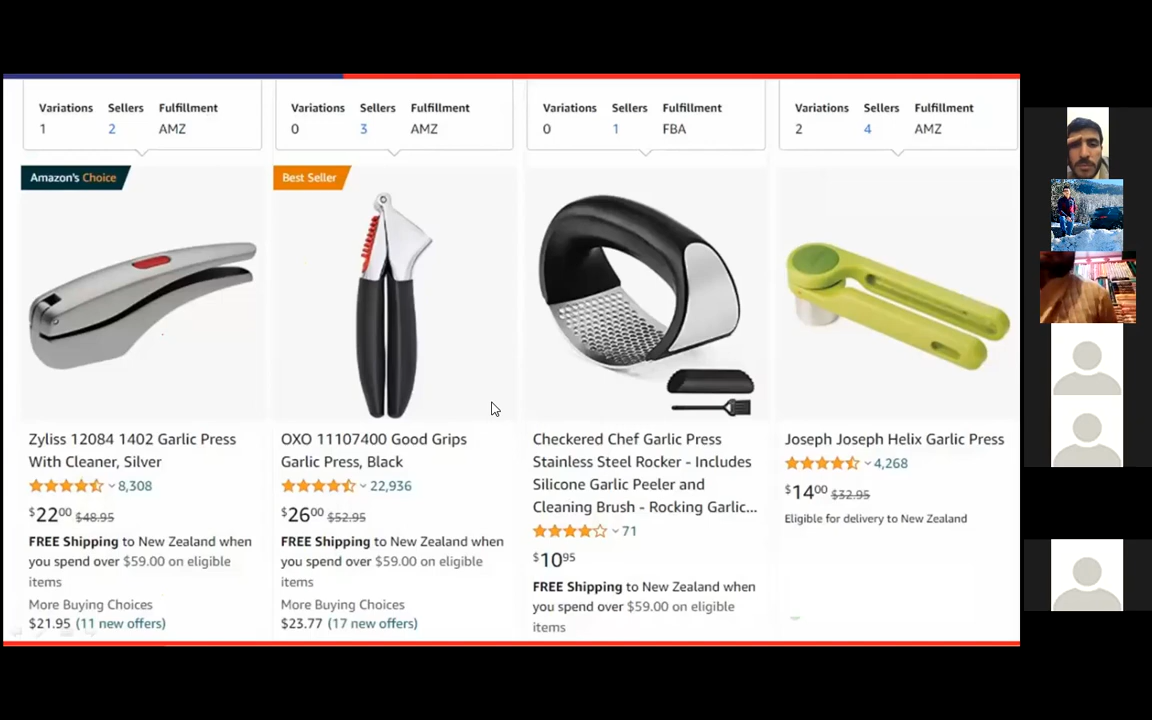 Variations Sellers Fulfillment
1 2 AMZ
Variations Sellers Fulfillment
0 3 AMZ
Variations Sellers Fulfillment
0 1 FBA
Variations Sellers Fulfillment
2 4 AMZ
Amazon's Choice
Zyliss 12084 1402 Garlic Press
With Cleaner, Silver
8,308
$22.00 $48.95
FREE Shipping to New Zealand when
you spend over $59.00 on eligible
items
More Buying Choices
$21.95 (11 new offers)
Best Seller
OXO 11107400 Good Grips
Garlic Press, Black
22,936
$26.00 $52.95
FREE Shipping to New Zealand when
you spend over $59.00 on eligible
items
More Buying Choices
$23.77 (17 new offers)
Checkered Chef Garlic Press
Stainless Steel Rocker - Includes
Silicone Garlic Peeler and
Cleaning Brush - Rocking Garlic...
71
$10.95
FREE Shipping to New Zealand when
you spend over $59.00 on eligible
items
Joseph Joseph Helix Garlic Press
4,268
$14.00 $32.95
Eligible for delivery to New Zealand